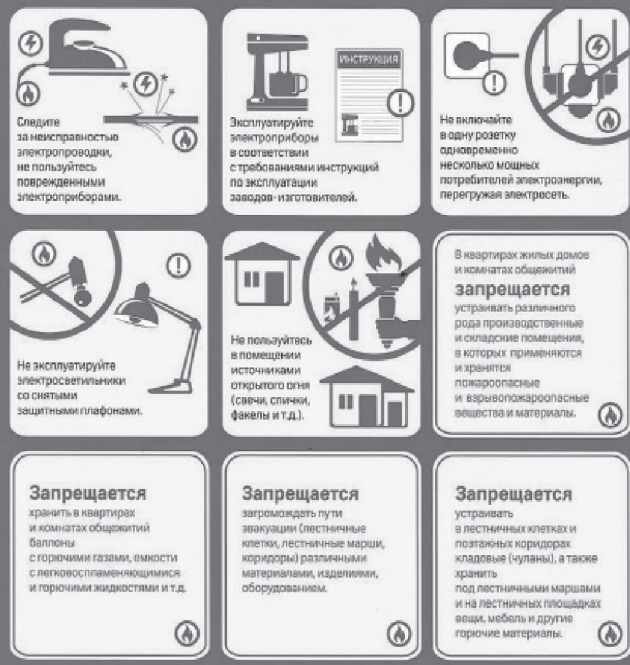 Следите
за неисправностью
электропроводки,
не пользуйтесь
поврежденными
электроприборами.
ИНСТРУКЦИЯ
Эксплуатируйте
электроприборы
в соответствии
с требованиями инструкций
по эксплуатации
заводов-изготовителей.
Не включайте
в одну розетку
одновременно
несколько мощных
потребителей электроэнергии,
перегружая электросеть.
Не эксплуатируйте
электросветильники
со снятыми
защитными плафонами.
Не пользуйтесь
в помещении
источниками
открытого огня
(свечи, спички,
факелы и т.д.).
В квартирах жилых домов
и комнатах общежитий
запрещается
устраивать различного
рода производственные
и складские помещения,
в которых применяются
и хранятся
пожароопасные
и взрывопожароопасные
вещества и материалы.
Запрещается
хранить в квартирах
и комнатах общежитий
баллоны
с горючими газами, емкости
с легковоспламеняющимися
и горючими жидкостями и т.д.
Запрещается
загромождать пути
эвакуации (лестничные
клетки, лестничные марши,
коридоры) различными
материалами, изделиями,
оборудованием.
Запрещается
устраивать
в лестничных клетках и
поэтажных коридорах
кладовые (чуланы), а также
хранить
под лестничными маршами
и на лестничных площадках
вещи, мебель и другие
горючие материалы.